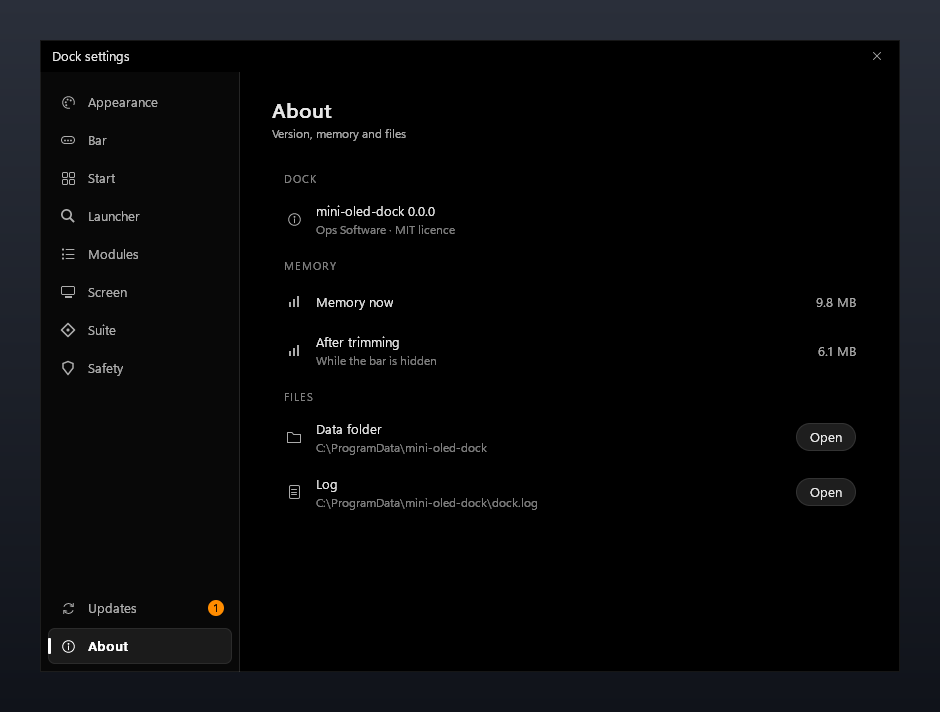 Dock settings
Appearance
Bar
Start
Launcher
Modules
Screen
Suite
Safety
Updates
1
About
About
Version, memory and files
DOCK
mini-oled-dock 0.0.0
Ops Software · MIT licence
MEMORY
Memory now
9.8 MB
After trimming
While the bar is hidden
6.1 MB
FILES
Data folder
C:\ProgramData\mini-oled-dock
Open
Log
C:\ProgramData\mini-oled-dock\dock.log
Open